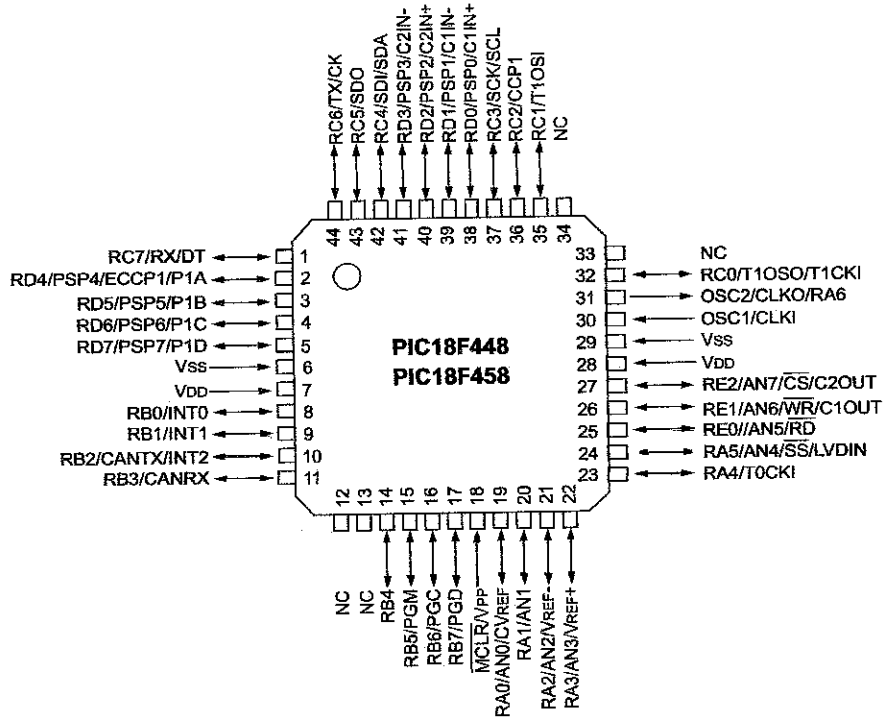 RC6/TX/CK
RC5/SDO
RC4/SDI/SDA
RD3/PSP3/C2IN-
RD2/PSP2/C2IN+
RD1/PSP1/C1IN-
RD0/PSP0/C1IN+
RC3/SCK/SCL
RC2/CCP1
RC1/T1OSI
NC
44
43
42
41
40
39
38
37
36
35
34
RC7/RX/DT 1
RD4/PSP4/ECCP1/P1A 2
RD5/PSP5/P1B 3
RD6/PSP6/P1C 4
RD7/PSP7/P1D 5
VSS 6
VDD 7
RB0/INT0 8
RB1/INT1 9
RB2/CANTX/INT2 10
RB3/CANRX 11
PIC18F448
PIC18F458
33 NC
32 RC0/T1OSO/T1CKI
31 OSC2/CLKO/RA6
30 OSC1/CLKI
29 VSS
28 VDD
27 RE2/AN7/CS/C2OUT
26 RE1/AN6/WR/C1OUT
25 RE0//AN5/RD
24 RA5/AN4/SS/LVDIN
23 RA4/T0CKI
12
13
14
15
16
17
18
19
20
21
22
NC
NC
RB4
RB5/PGM
RB6/PGC
RB7/PGD
MCLR/VPP
RA0/AN0/CVREF
RA1/AN1
RA2/AN2/VREF-
RA3/AN3/VREF+